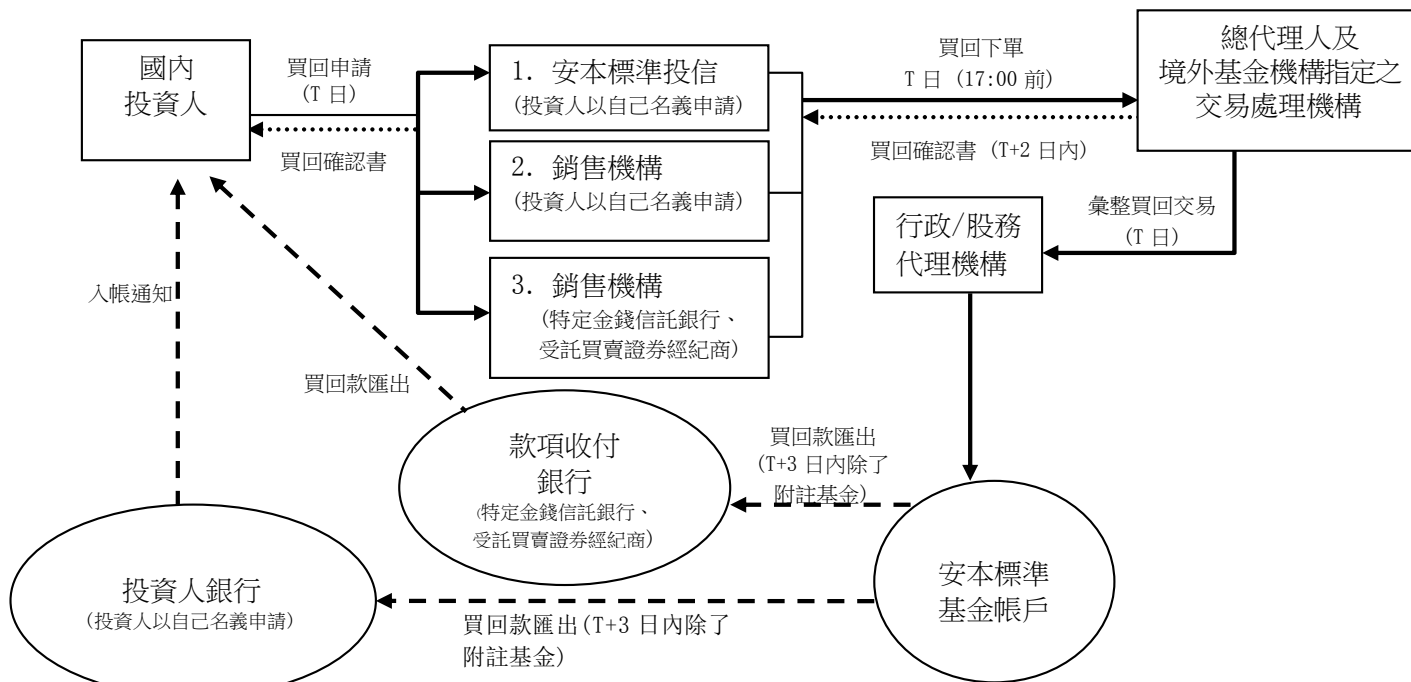 國內
投資人
買回申請
(T 日)
買回確認書
1. 安本標準投信
(投資人以自己名義申請)
2. 銷售機構
(投資人以自己名義申請)
3. 銷售機構
(特定金錢信託銀行、
受託買賣證券經紀商)
買回下單
T 日 (17:00 前)
買回確認書 (T+2 日內)
總代理人及
境外基金機構指定之
交易處理機構
彙整買回交易
(T 日)
行政/股務
代理機構
入帳通知
買回款匯出
款項收付
銀行
(特定金錢信託銀行、
受託買賣證券經紀商)
買回款匯出
(T+3 日內除了
附註基金)
投資人銀行
(投資人以自己名義申請)
買回款匯出(T+3 日內除了
附註基金)
安本標準
基金帳戶